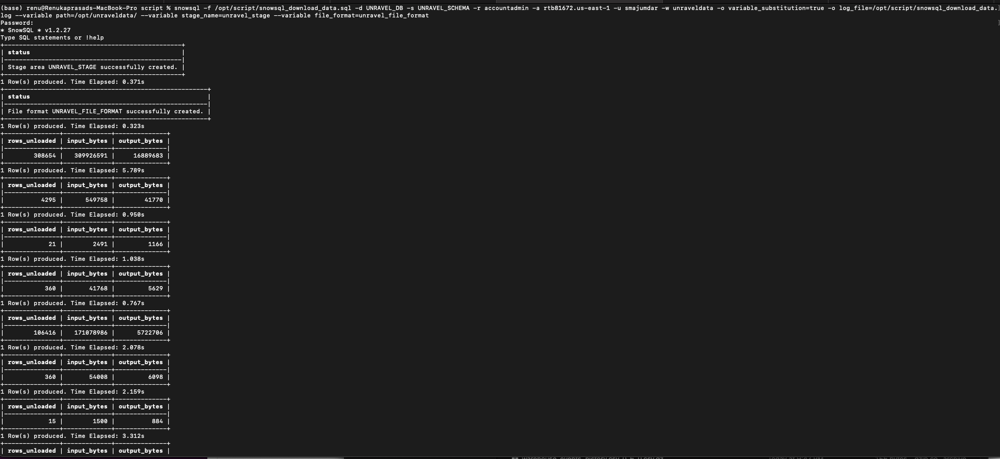 (base) renu@Renukaprasads-MacBook-Pro script % snowsql -f /opt/script/snowsql_download_data.sql -d UNRAVEL_DB -s UNRAVEL_SCHEMA -r accountadmin -a rtb81672.us-east-1 -u smajumdar -w unraveldata -o variable_substitution=true -o log_file=/opt/script/snowsql_download_data.
log --variable path=/opt/unraveldata/ --variable stage_name=unravel_stage --variable file_format=unravel_file_format
Password:
* SnowSQL * v1.2.27
Type SQL statements or !help
| status |
| Stage area UNRAVEL_STAGE successfully created. |
1 Row(s) produced. Time Elapsed: 0.371s
| status |
| File format UNRAVEL_FILE_FORMAT successfully created. |
1 Row(s) produced. Time Elapsed: 0.323s
| rows_unloaded | input_bytes | output_bytes |
| 308654 | 309926591 | 16889683 |
1 Row(s) produced. Time Elapsed: 5.789s
| rows_unloaded | input_bytes | output_bytes |
| 4295 | 549758 | 41770 |
1 Row(s) produced. Time Elapsed: 0.950s
| rows_unloaded | input_bytes | output_bytes |
| 21 | 2491 | 1166 |
1 Row(s) produced. Time Elapsed: 1.038s
| rows_unloaded | input_bytes | output_bytes |
| 360 | 41768 | 5629 |
1 Row(s) produced. Time Elapsed: 0.767s
| rows_unloaded | input_bytes | output_bytes |
| 106416 | 171078986 | 5722706 |
1 Row(s) produced. Time Elapsed: 2.078s
| rows_unloaded | input_bytes | output_bytes |
| 360 | 54008 | 6098 |
1 Row(s) produced. Time Elapsed: 2.159s
| rows_unloaded | input_bytes | output_bytes |
| 15 | 1500 | 884 |
1 Row(s) produced. Time Elapsed: 3.312s
| rows_unloaded | input_bytes | output_bytes |